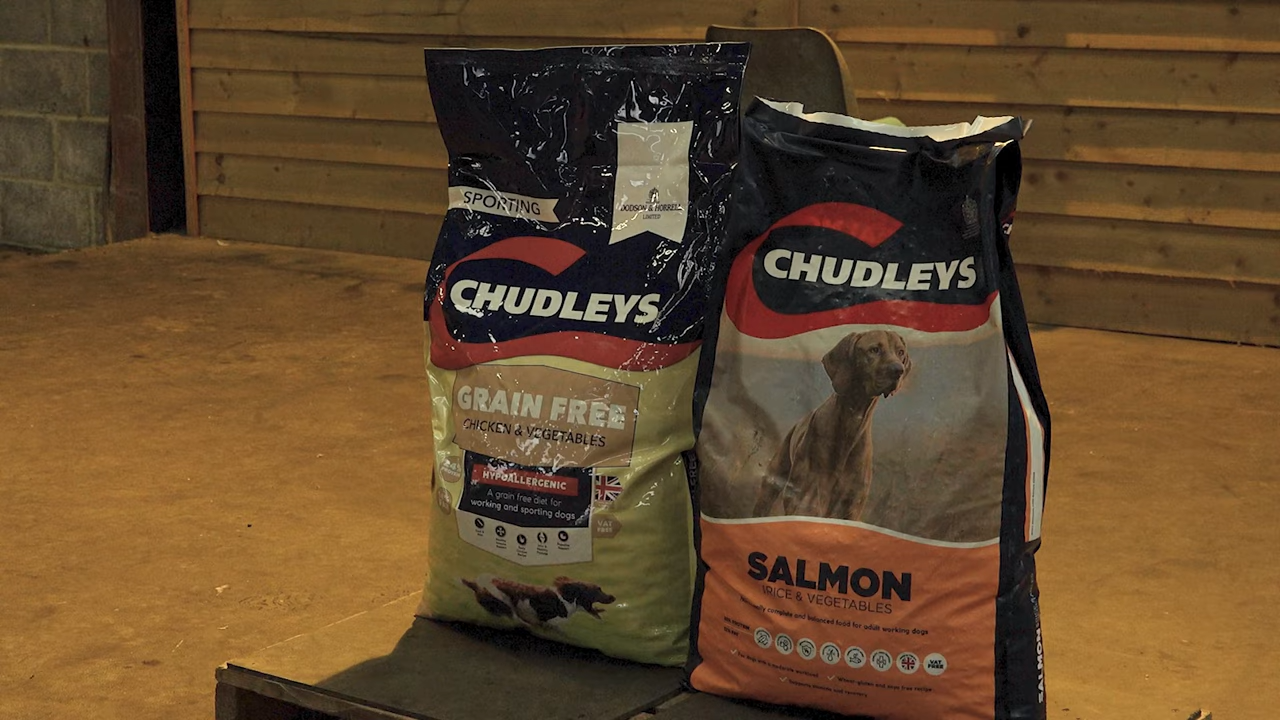 SPORTING
DODSON & HORRELL
LIMITED
CHUDLEYS
GRAIN FREE
CHICKEN & VEGETABLES
HYPOALLERGENIC
A grain free diet for
working and sporting dogs
VAT
FREE
CHUDLEYS
SALMON
RICE & VEGETABLES
complete and balanced food for adult working dogs
VAT
FREE
SALMON